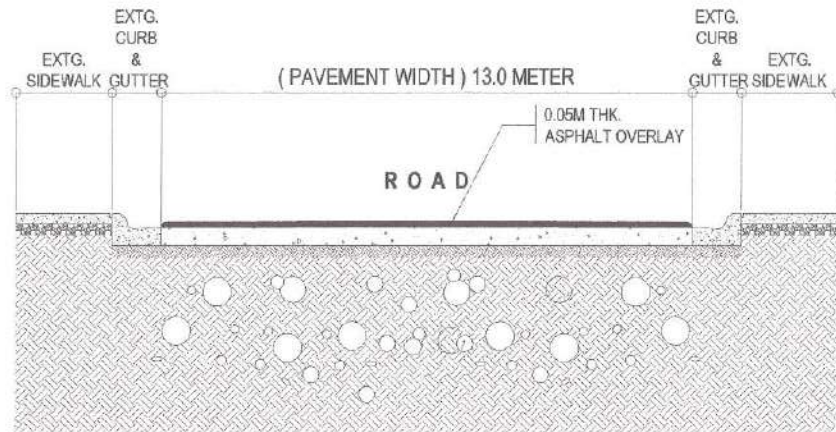 EXTG.
SIDEWALK
EXTG.
CURB
&
GUTTER
( PAVEMENT WIDTH ) 13.0 METER
EXTG.
CURB
&
GUTTER
EXTG.
SIDEWALK
0.05M THK.
ASPHALT OVERLAY
ROAD